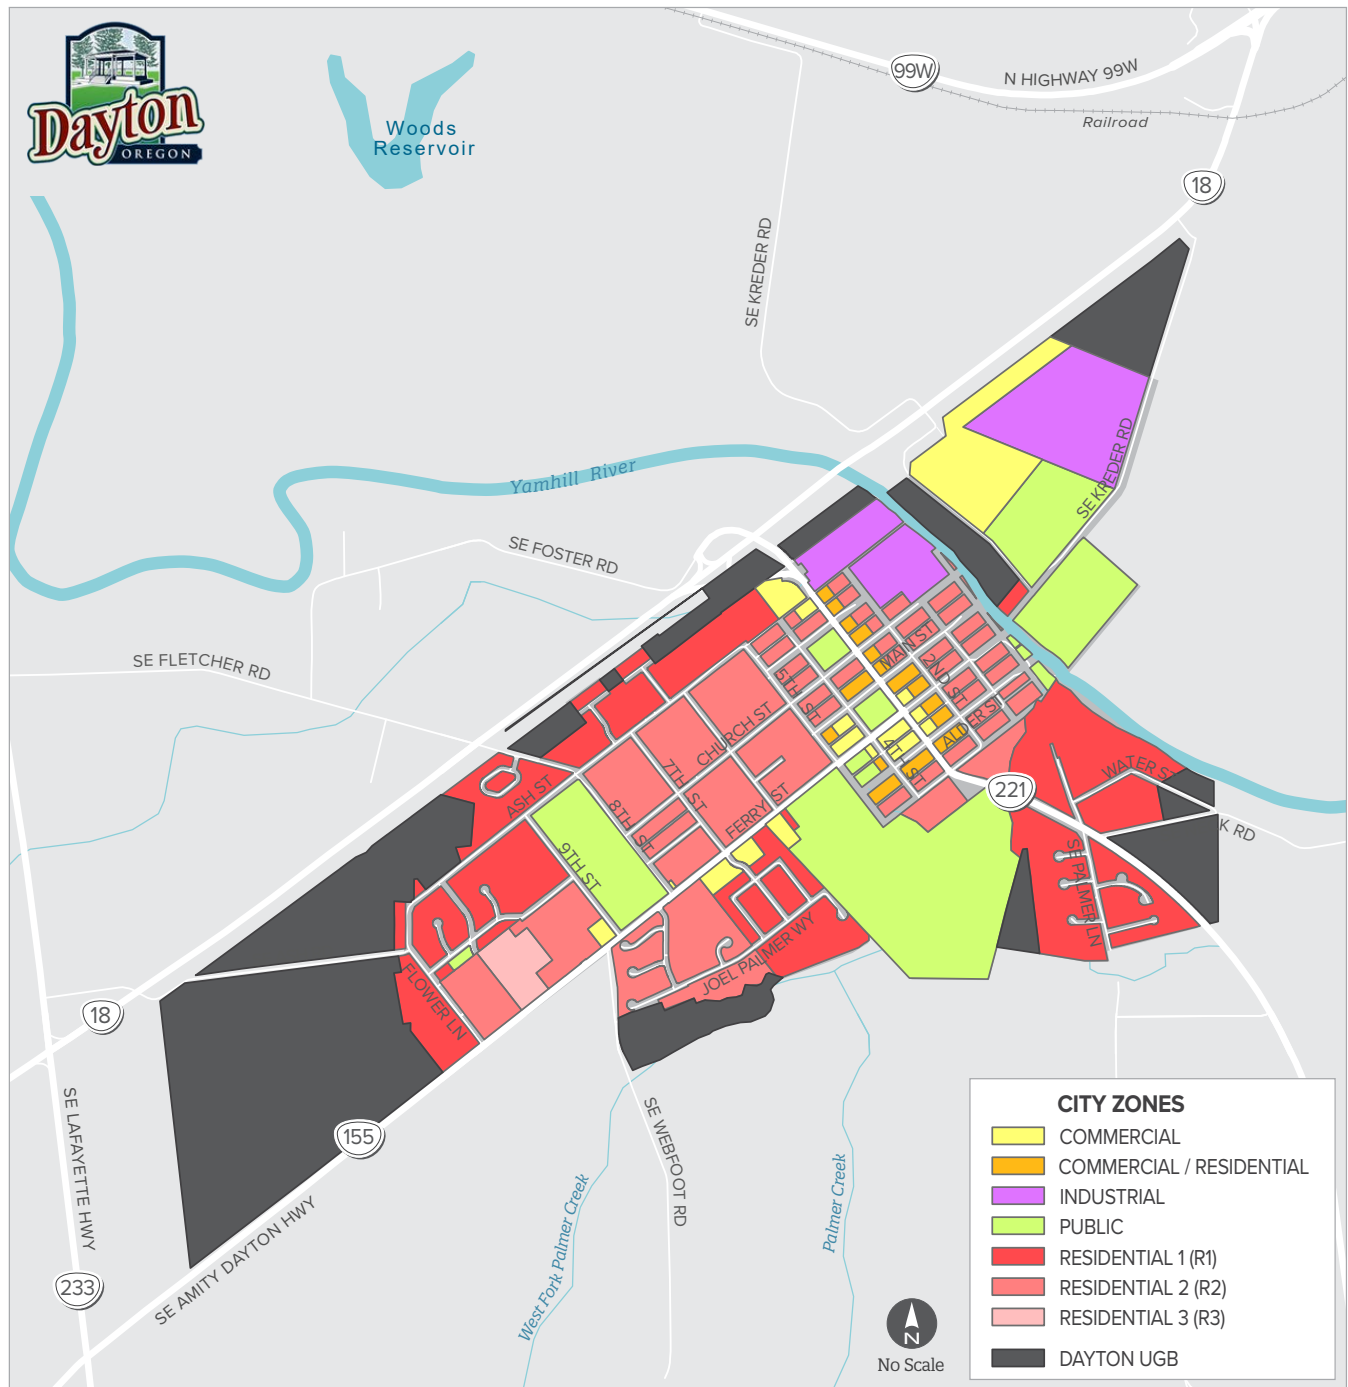 Dayton
OREGON
Woods
Reservoir
99W
N HIGHWAY 99W
Railroad
18
SE KREDER RD
SE KREDER RD
Yamhill River
SE FOSTER RD
SE FLETCHER RD
MAIN ST
2ND ST
5TH ST
ALDER ST
4TH ST
CHURCH ST
7TH ST
FERRY ST
8TH ST
ASH ST
9TH ST
221
WATER ST
K RD
SE PALMER LN
JOEL PALMER WY
FLOWER LN
18
155
SE LAFAYETTE HWY
233
SE AMITY DAYTON HWY
SE WEBFOOT RD
West Fork Palmer Creek
Palmer Creek
N
No Scale
CITY ZONES
COMMERCIAL
COMMERCIAL / RESIDENTIAL
INDUSTRIAL
PUBLIC
RESIDENTIAL 1 (R1)
RESIDENTIAL 2 (R2)
RESIDENTIAL 3 (R3)
DAYTON UGB